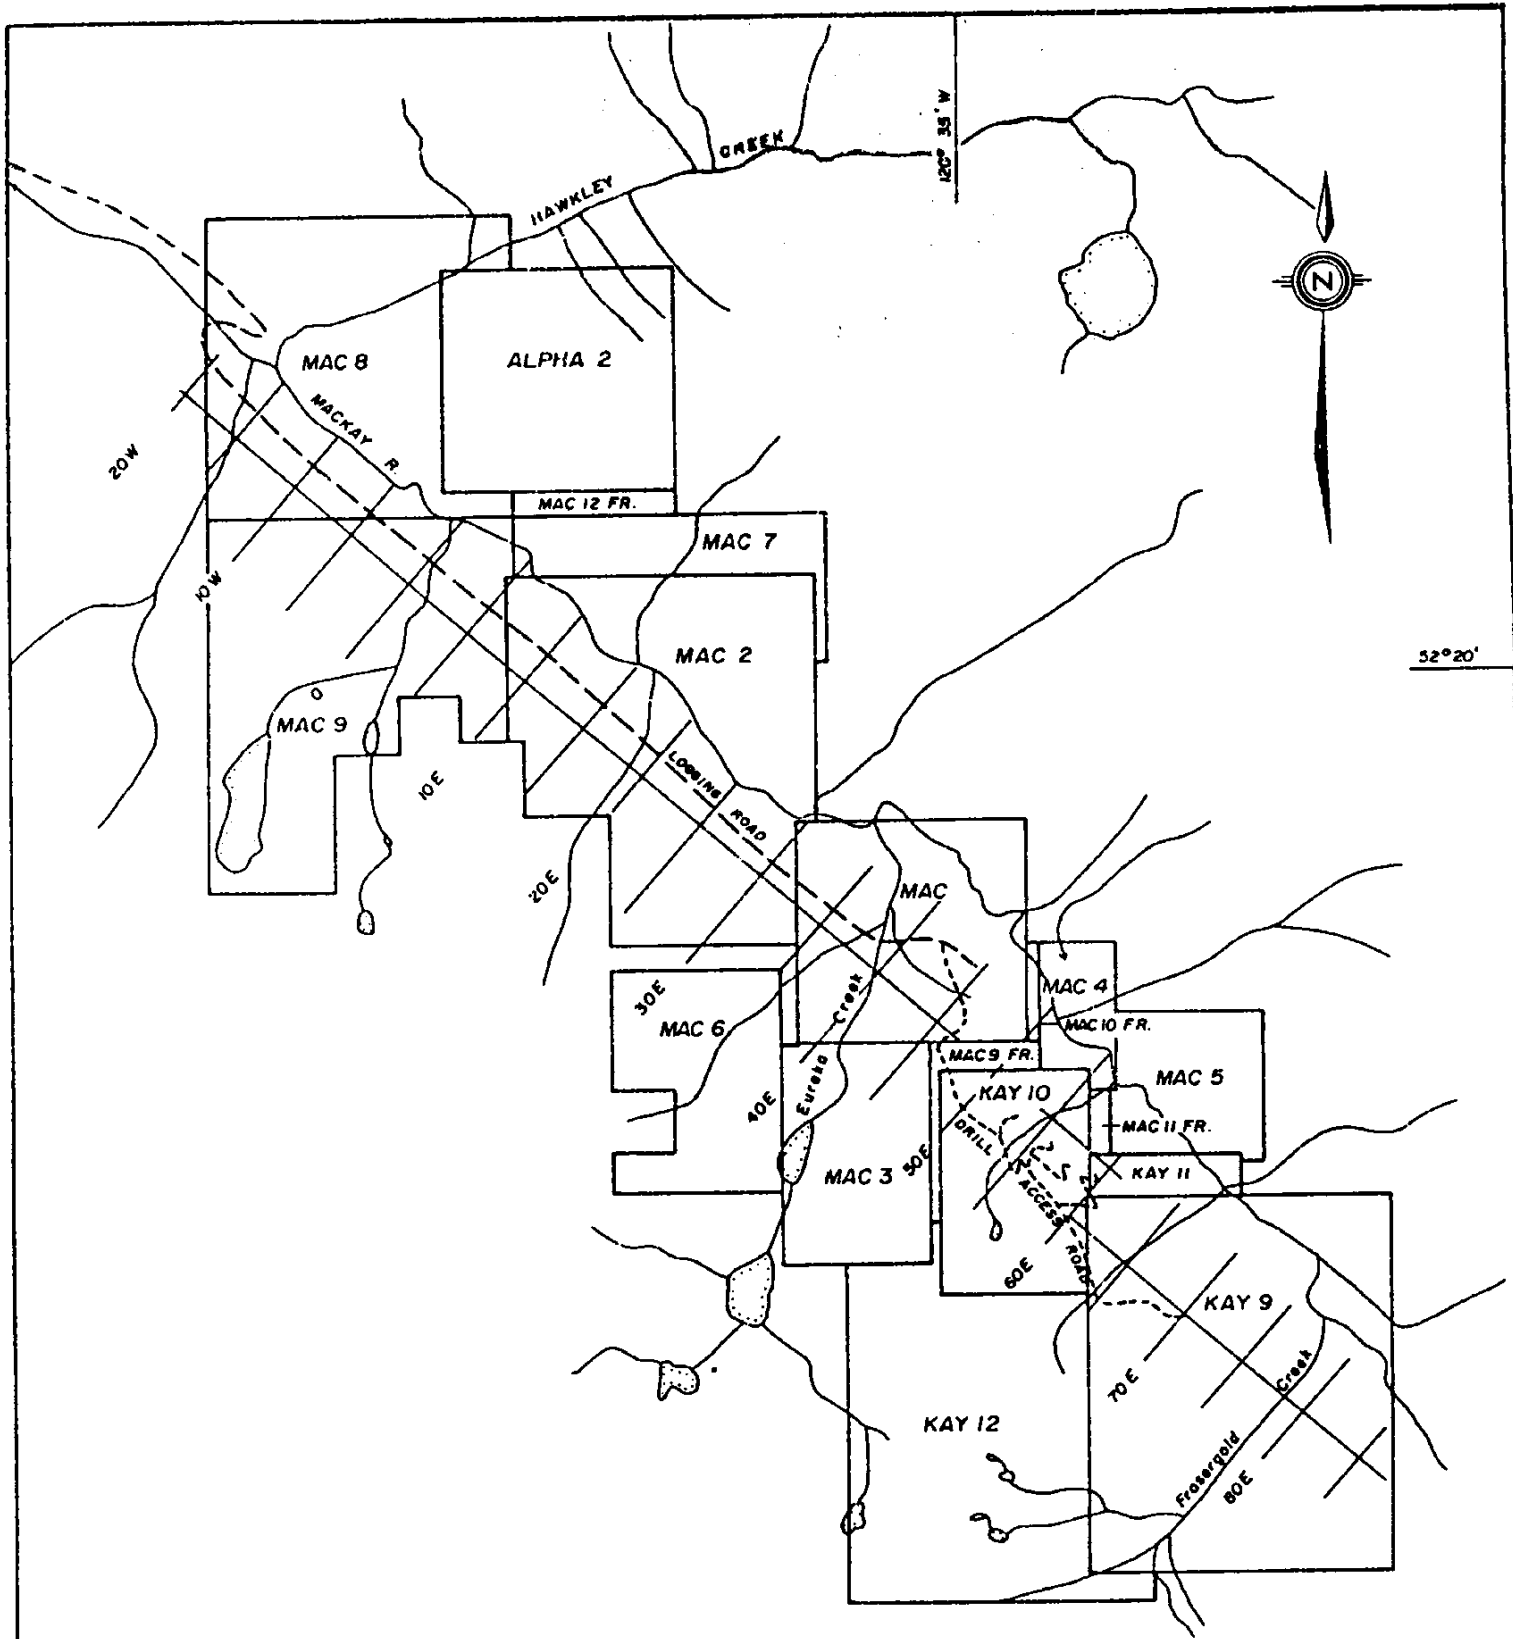 120° 35' W
HAWKLEY CREEK
N
MAC 8
ALPHA 2
MACKAY R.
20W
MAC 12 FR.
MAC 7
10W
MAC 2
52°20'
MAC 9
10E
LOGGING ROAD
20E
MAC
30E
MAC 4
MAC 6
Eureka Creek
MAC 10 FR.
MAC 9 FR.
MAC 5
40E
KAY 10
MAC 11 FR.
DRILL ACCESS ROAD
50E
MAC 3
KAY 11
60E
KAY 9
70E
KAY 12
Frasergold Creek
80E